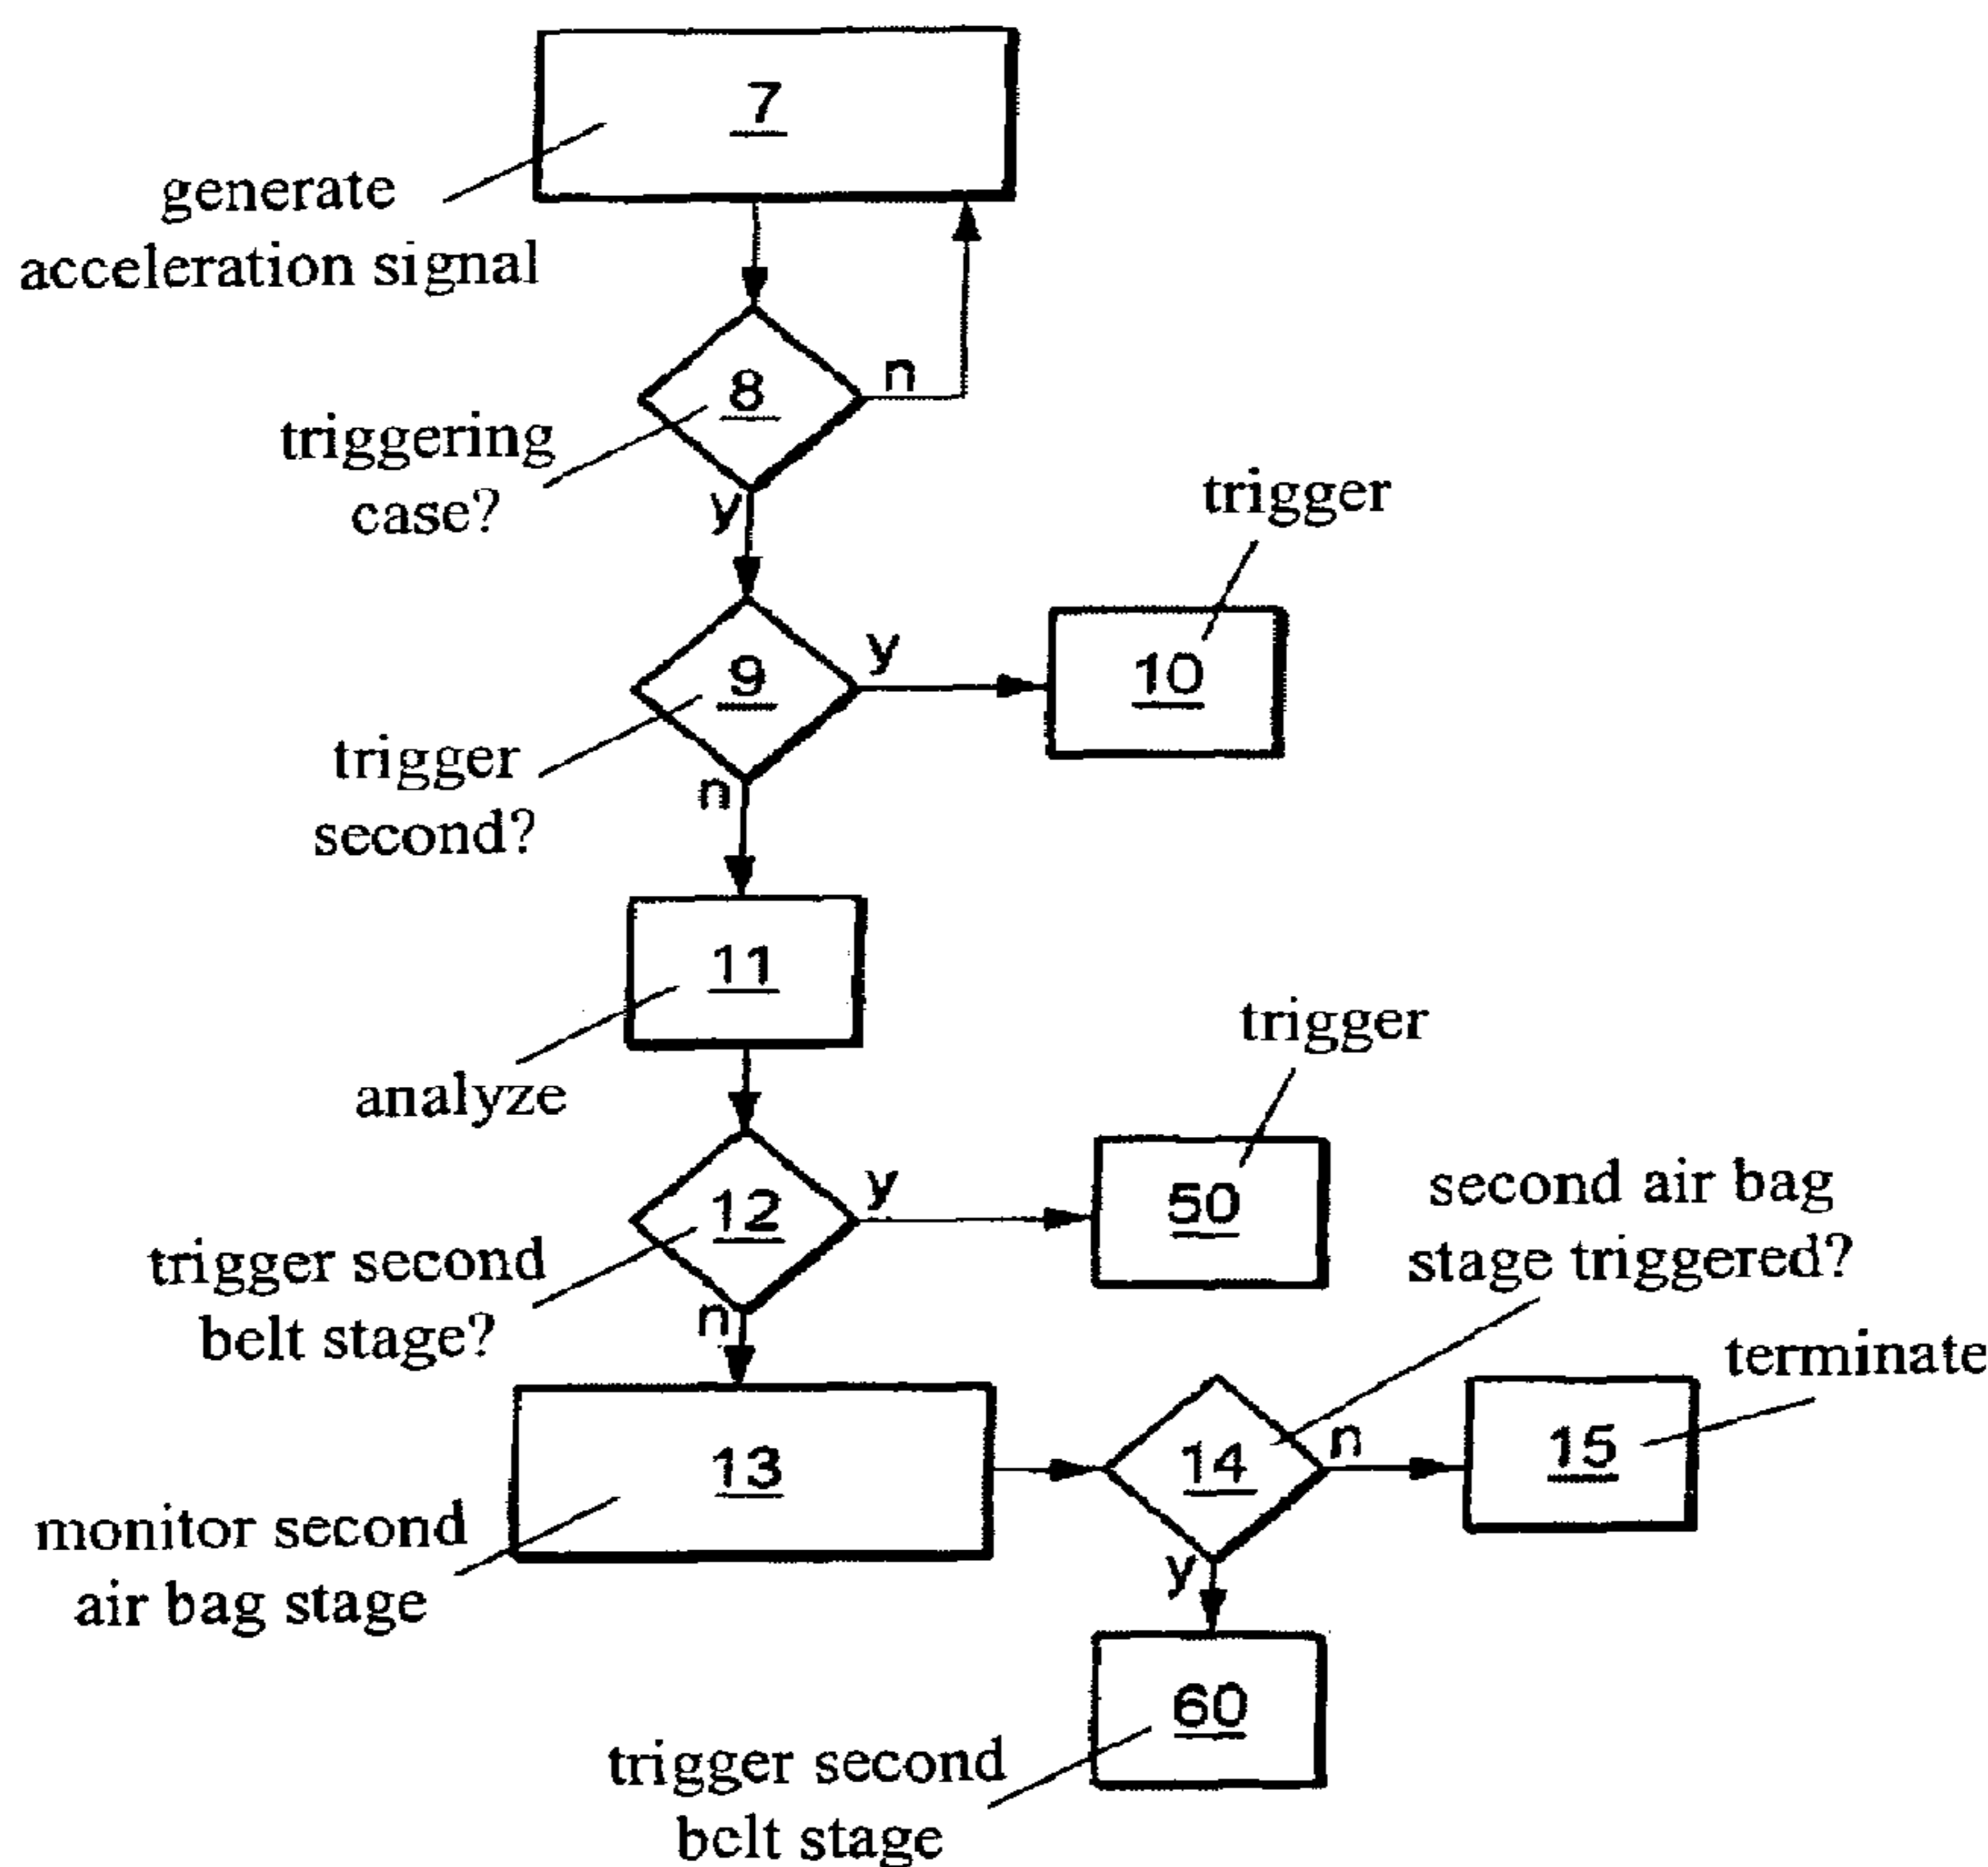 7
generate
acceleration signal
8
n
triggering
case?
y
trigger
9
y
10
trigger
second?
n
11
analyze
trigger
12
y
50
second air bag
stage triggered?
trigger second
belt stage?
n
terminate
13
14
n
15
monitor second
air bag stage
y
60
trigger second
belt stage